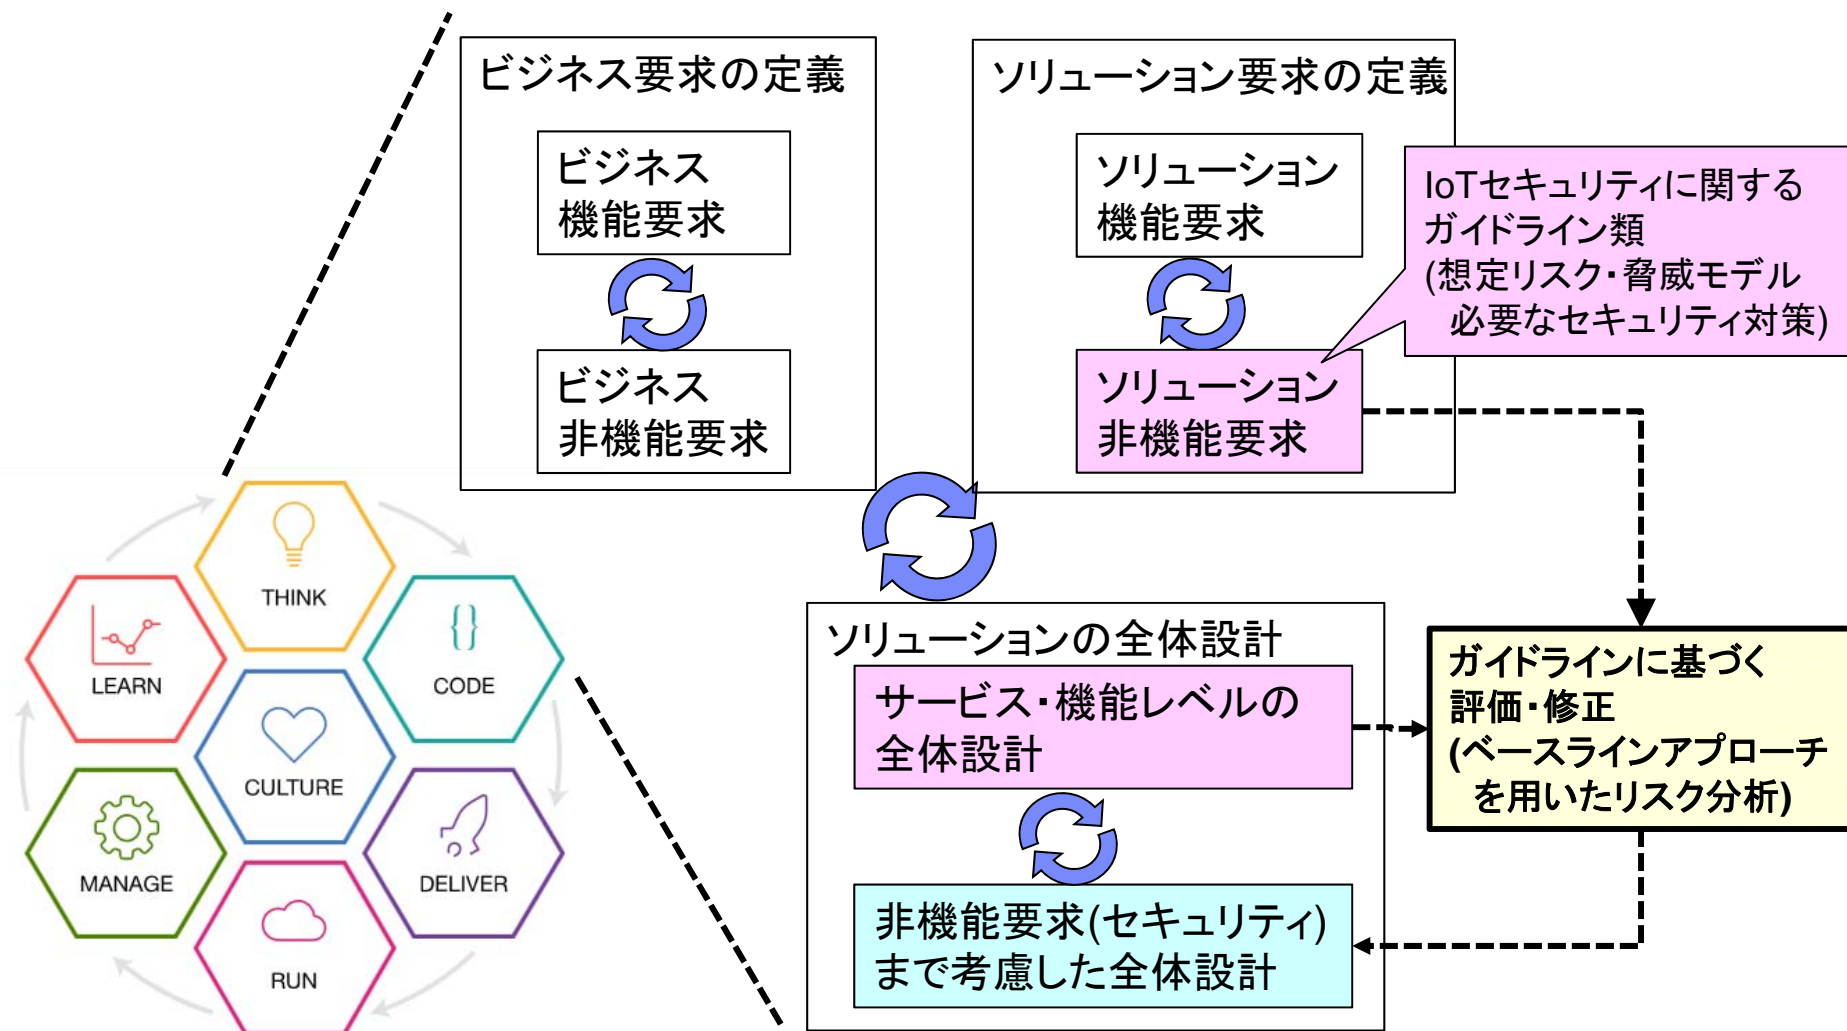 ビジネス要求の定義
ビジネス
機能要求
ビジネス
非機能要求
ソリューション要求の定義
ソリューション
機能要求
ソリューション
非機能要求
IoTセキュリティに関する
ガイドライン類
(想定リスク・脅威モデル
必要なセキュリティ対策)
THINK
CODE
LEARN
CULTURE
MANAGE
DELIVER
RUN
ソリューションの全体設計
サービス・機能レベルの
全体設計
非機能要求(セキュリティ)
まで考慮した全体設計
ガイドラインに基づく
評価・修正
(ベースラインアプローチ
を用いたリスク分析)